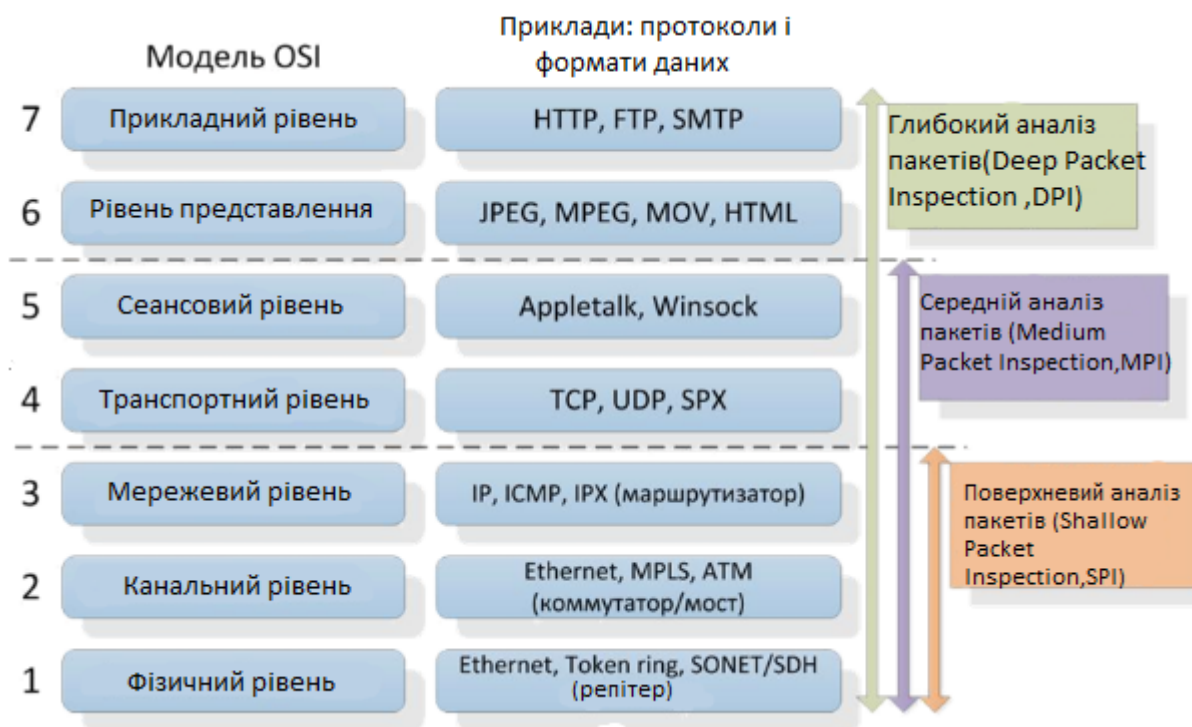 Модель OSI
Приклади: протоколи і
формати даних
7
Прикладний рівень
HTTP, FTP, SMTP
6
Рівень представлення
JPEG, MPEG, MOV, HTML
5
Сеансовий рівень
Appletalk, Winsock
4
Транспортний рівень
TCP, UDP, SPX
3
Мережевий рівень
IP, ICMP, IPX (маршрутизатор)
2
Канальний рівень
Ethernet, MPLS, ATM
(коммутатор/мост)
1
Фізичний рівень
Ethernet, Token ring, SONET/SDH
(репітер)
Глибокий аналіз
пакетів(Deep Packet
Inspection ,DPI)
Середній аналіз
пакетів (Medium
Packet Inspection,MPI)
Поверхневий аналіз
пакетів (Shallow
Packet
Inspection,SPI)